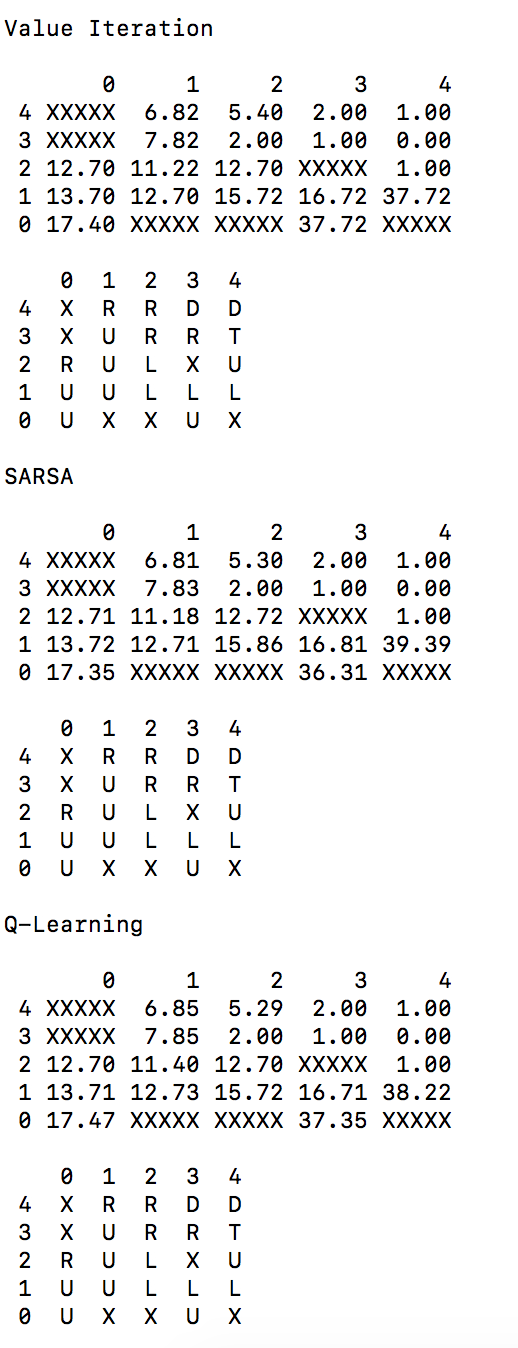 Value Iteration
0 1 2 3 4
4 XXXXX 6.82 5.40 2.00 1.00
3 XXXXX 7.82 2.00 1.00 0.00
2 12.70 11.22 12.70 XXXXX 1.00
1 13.70 12.70 15.72 16.72 37.72
0 17.40 XXXXX XXXXX 37.72 XXXXX
0 1 2 3 4
4 X R R D D
3 X U R R T
2 R U L X U
1 U U L L L
0 U X X U X
SARSA
0 1 2 3 4
4 XXXXX 6.81 5.30 2.00 1.00
3 XXXXX 7.83 2.00 1.00 0.00
2 12.71 11.18 12.72 XXXXX 1.00
1 13.72 12.71 15.86 16.81 39.39
0 17.35 XXXXX XXXXX 36.31 XXXXX
0 1 2 3 4
4 X R R D D
3 X U R R T
2 R U L X U
1 U U L L L
0 U X X U X
Q-Learning
0 1 2 3 4
4 XXXXX 6.85 5.29 2.00 1.00
3 XXXXX 7.85 2.00 1.00 0.00
2 12.70 11.40 12.70 XXXXX 1.00
1 13.71 12.73 15.72 16.71 38.22
0 17.47 XXXXX XXXXX 37.35 XXXXX
0 1 2 3 4
4 X R R D D
3 X U R R T
2 R U L X U
1 U U L L L
0 U X X U X